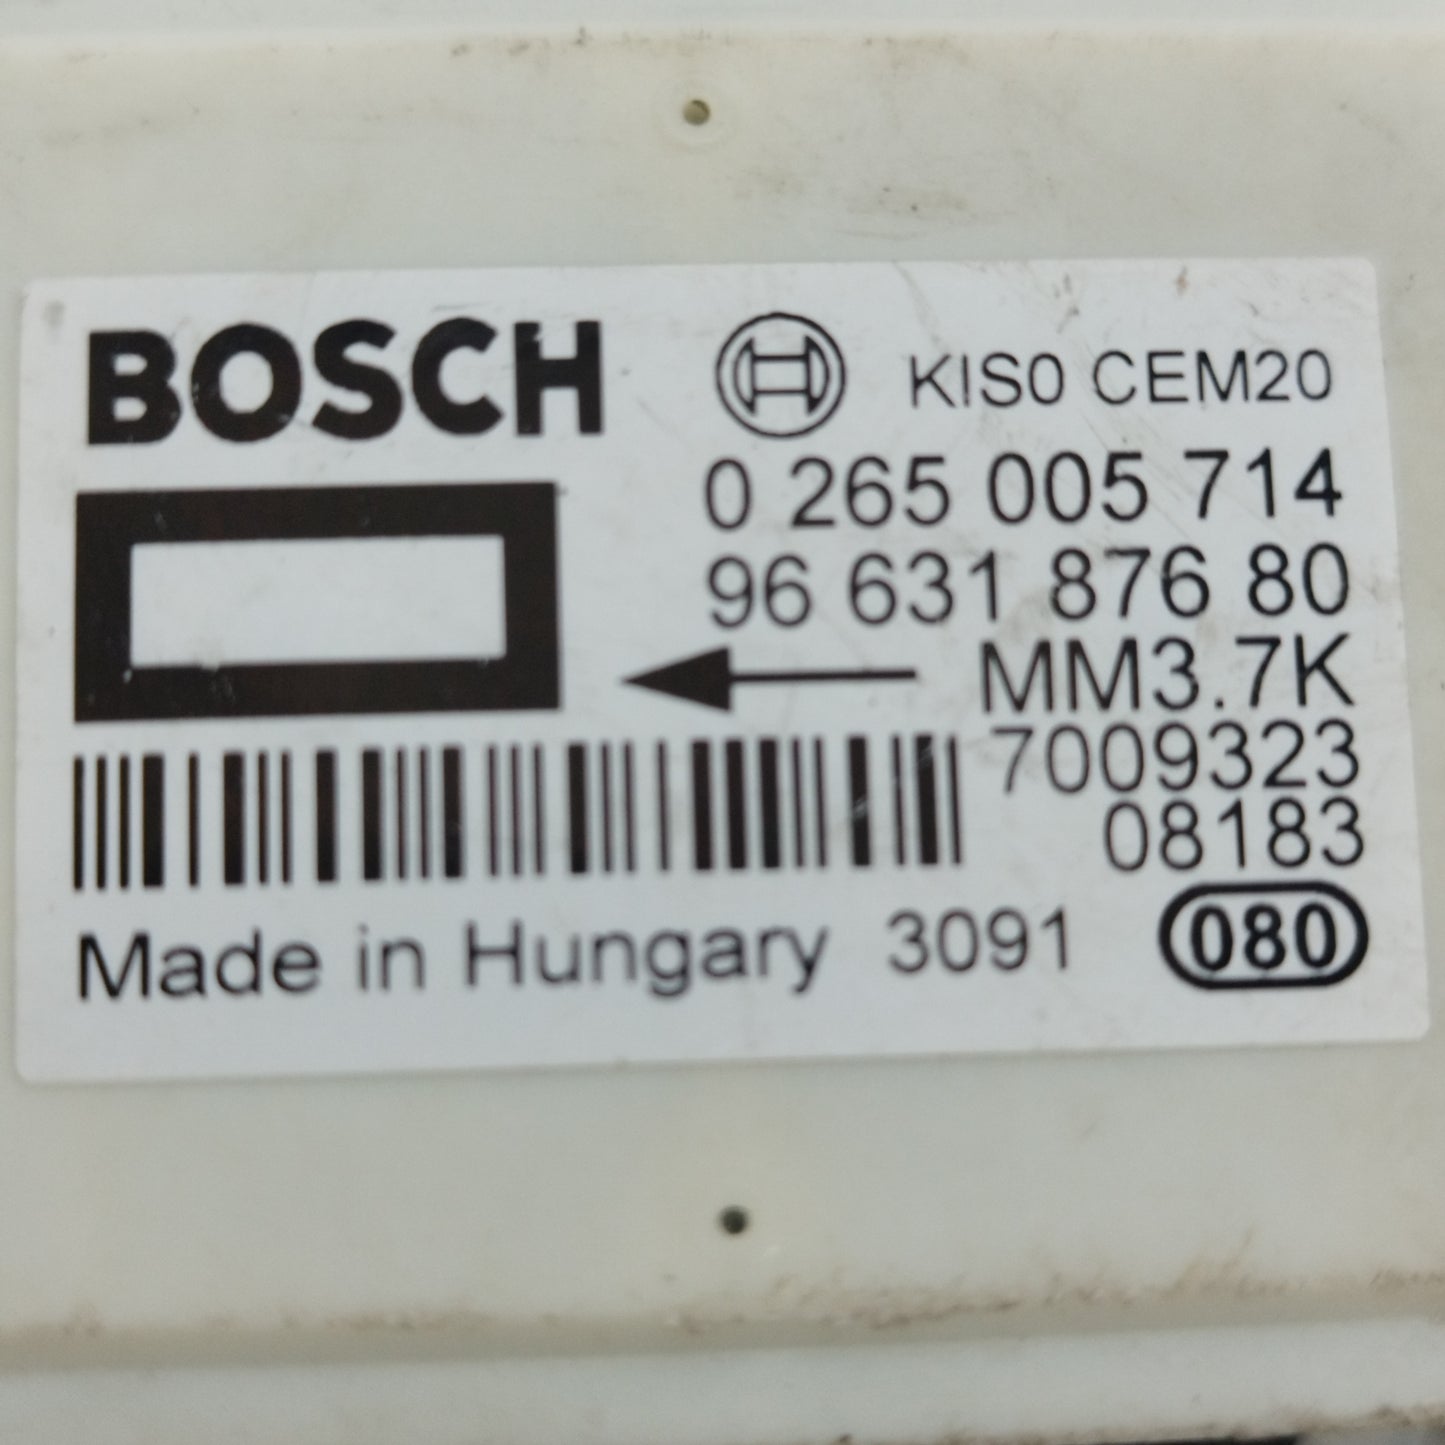 BOSCH KIS0 CEM20
0 265 005 714
96 631 876 80
MM3.7K
7009323
08183
Made in Hungary 3091 080